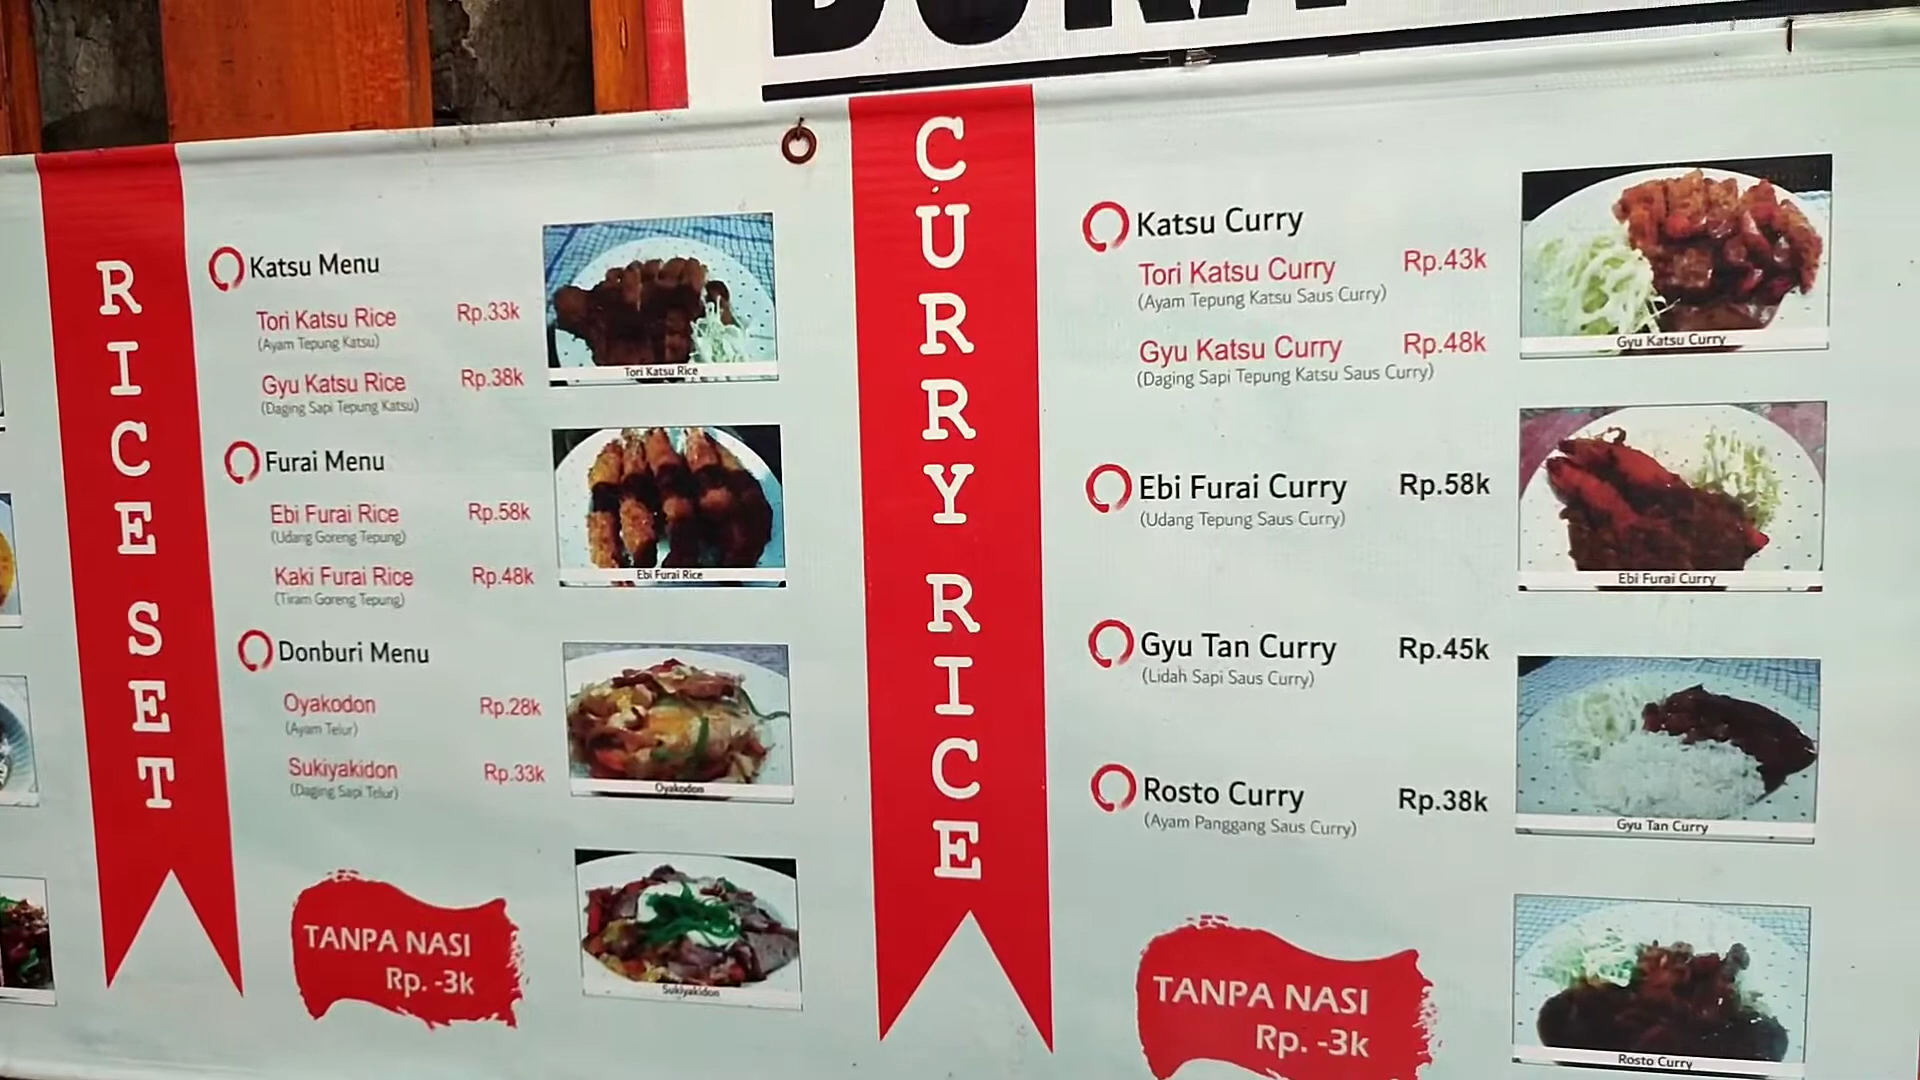 RICE SET
Katsu Menu
Tori Katsu Rice Rp.33k
(Ayam Tepung Katsu)
Gyu Katsu Rice Rp.38k
(Daging Sapi Tepung Katsu)
Furai Menu
Ebi Furai Rice Rp.58k
(Udang Goreng Tepung)
Kaki Furai Rice Rp.48k
(Tiram Goreng Tepung)
Donburi Menu
Oyakodon Rp.28k
(Ayam Telur)
Sukiyakidon Rp.33k
(Daging Sapi Telur)
TANPA NASI
Rp. -3k
Tori Katsu Rice
Ebi Furai Rice
Oyakodon
Sukiyakidon
CURRY RICE
Katsu Curry
Tori Katsu Curry Rp.43k
(Ayam Tepung Katsu Saus Curry)
Gyu Katsu Curry Rp.48k
(Daging Sapi Tepung Katsu Saus Curry)
Ebi Furai Curry Rp.58k
(Udang Tepung Saus Curry)
Gyu Tan Curry Rp.45k
(Lidah Sapi Saus Curry)
Rosto Curry Rp.38k
(Ayam Panggang Saus Curry)
TANPA NASI
Rp. -3k
Gyu Katsu Curry
Ebi Furai Curry
Gyu Tan Curry
Rosto Curry